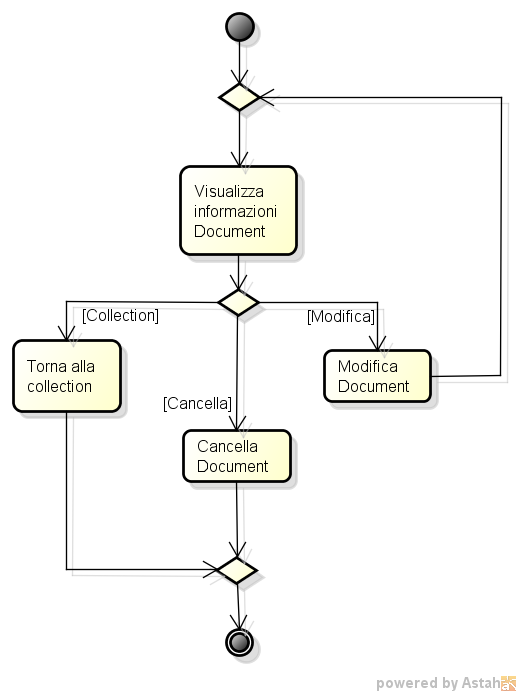 Visualizza
informazioni
Document
[Collection]
[Modifica]
Torna alla
collection
Modifica
Document
[Cancella]
Cancella
Document
powered by Astah